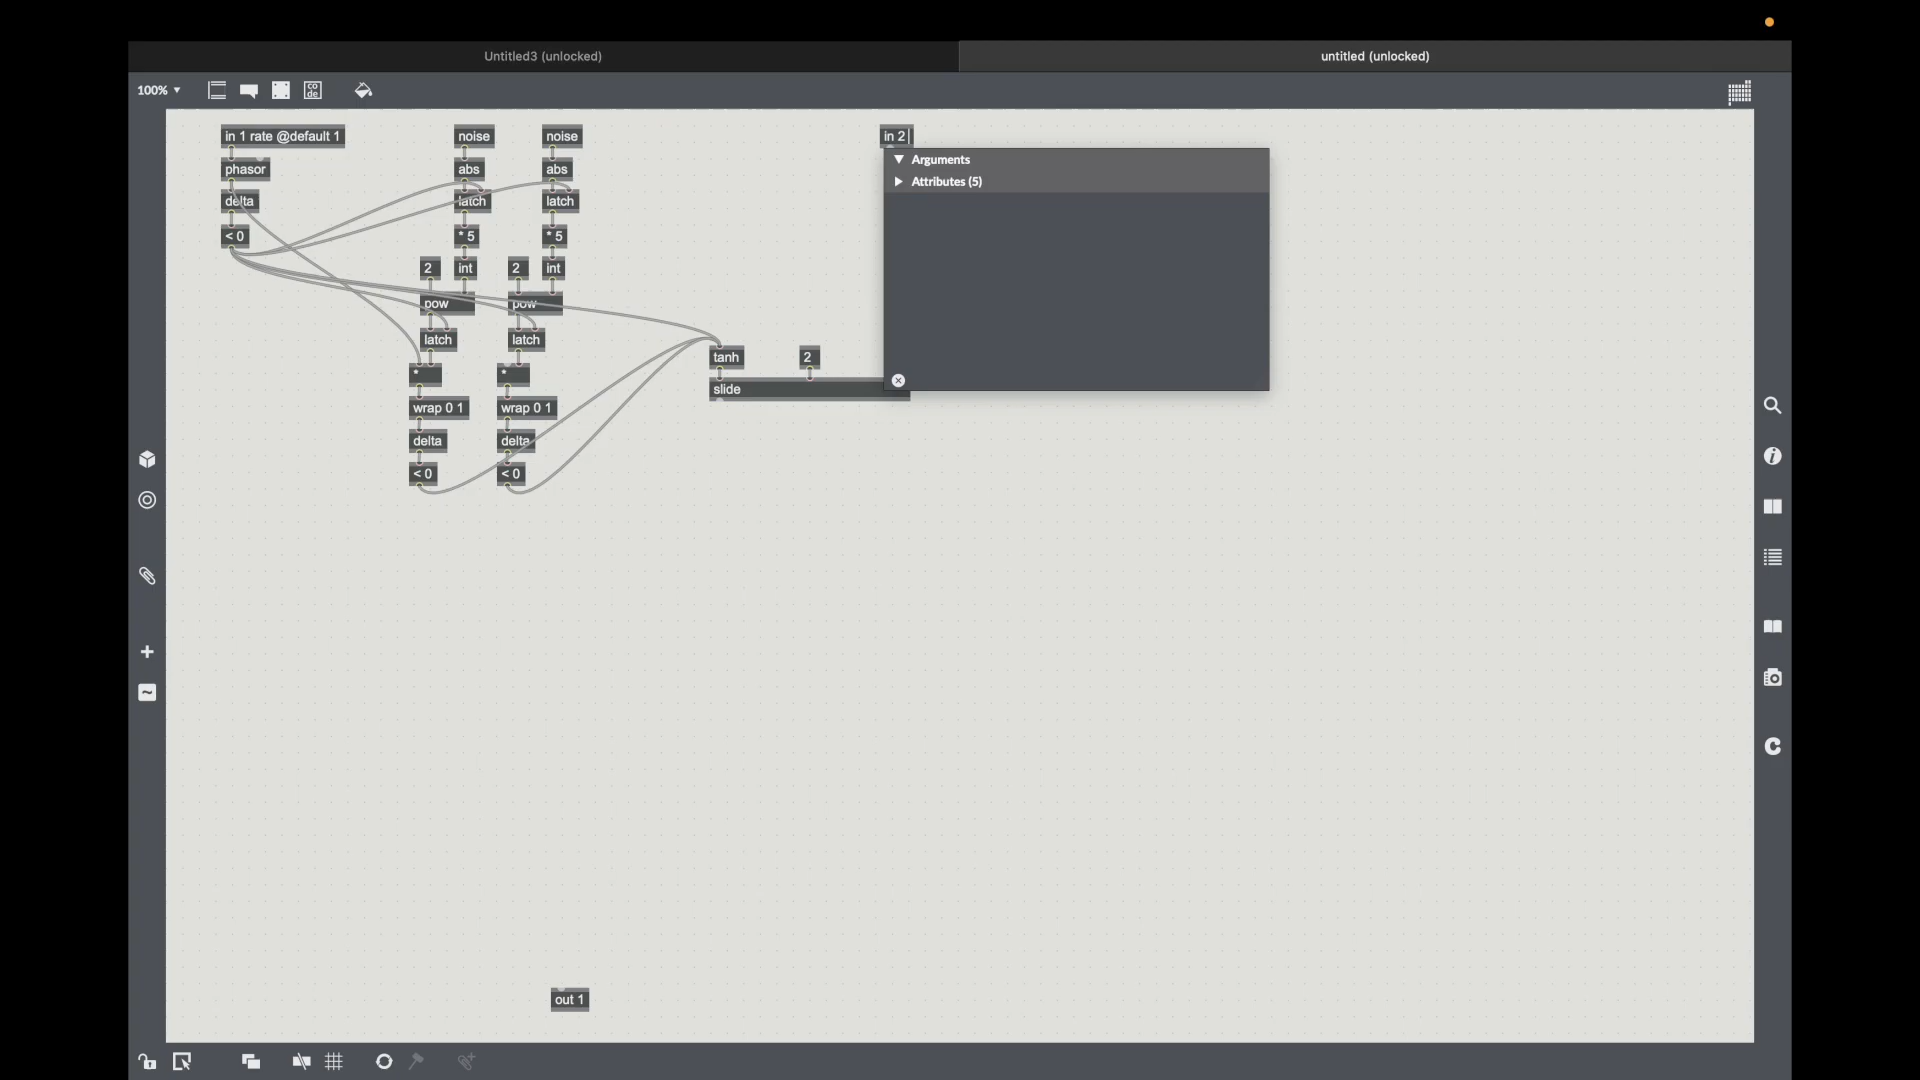 Untitled3 (unlocked)
untitled (unlocked)
100%
co
de
in 1 rate @default 1
noise
noise
in 2
phasor
abs
abs
Arguments
Attributes (5)
delta
latch
latch
< 0
* 5
* 5
2
int
2
int
pow
pow
latch
latch
tanh
2
*
*
slide
wrap 0 1
wrap 0 1
delta
delta
< 0
< 0
out 1